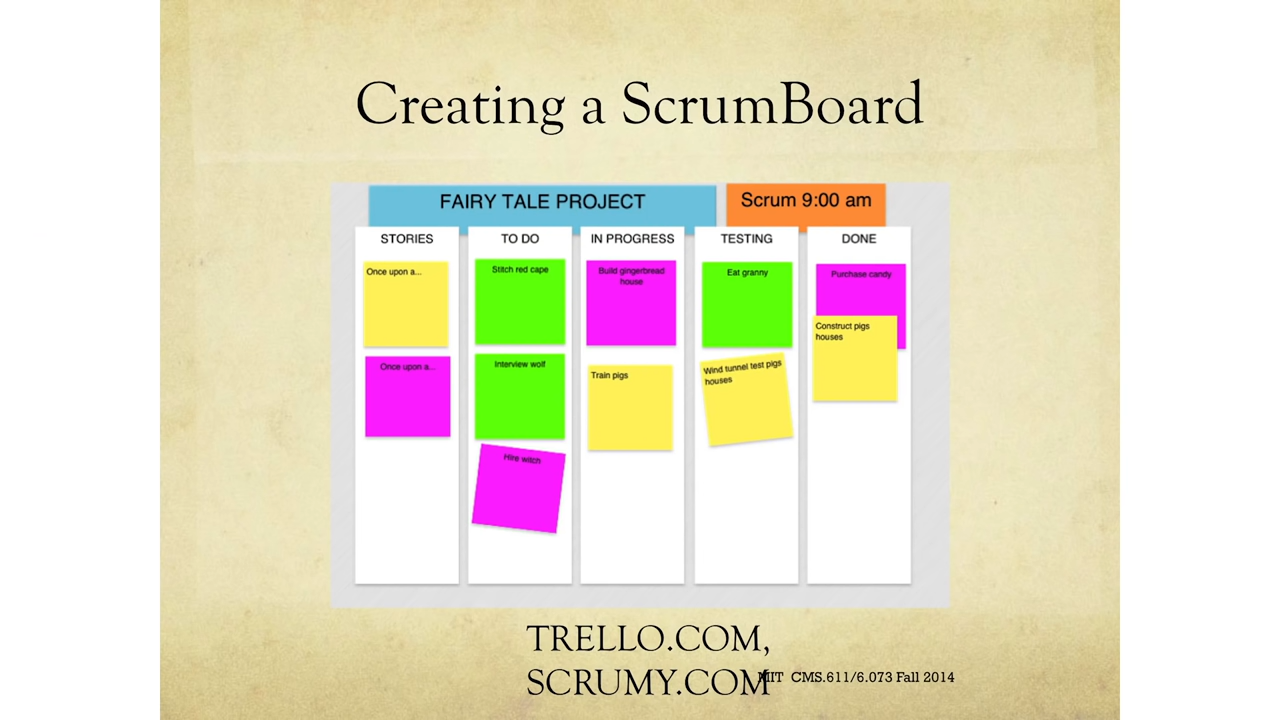 Creating a ScrumBoard
FAIRY TALE PROJECT
Scrum 9:00 am
STORIES
Once upon a...
Once upon a...
TO DO
Stitch red cape
Interview wolf
Hire witch
IN PROGRESS
Build gingerbread
house
Train pigs
TESTING
Eat granny
Wind tunnel test pigs
houses
DONE
Purchase candy
Construct pigs
houses
TRELLO.COM,
SCRUMY.COM
MIT CMS.611/6.073 Fall 2014